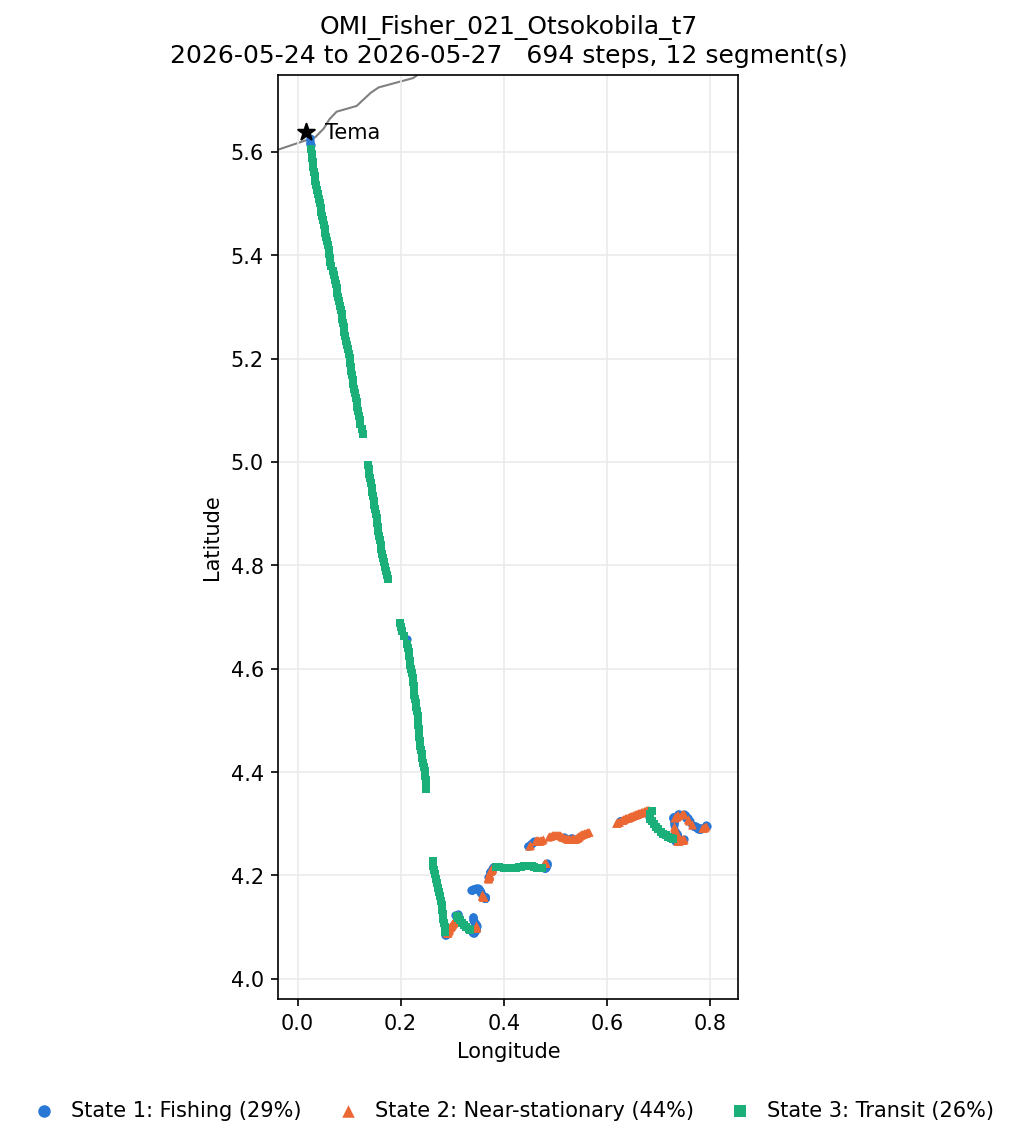 OMI_Fisher_021_Otsokobila_t7
2026-05-24 to 2026-05-27   694 steps, 12 segment(s)
Tema
5.6
5.4
5.2
5.0
4.8
4.6
4.4
4.2
4.0
Latitude
0.0 0.2 0.4 0.6 0.8
Longitude
State 1: Fishing (29%) State 2: Near-stationary (44%) State 3: Transit (26%)